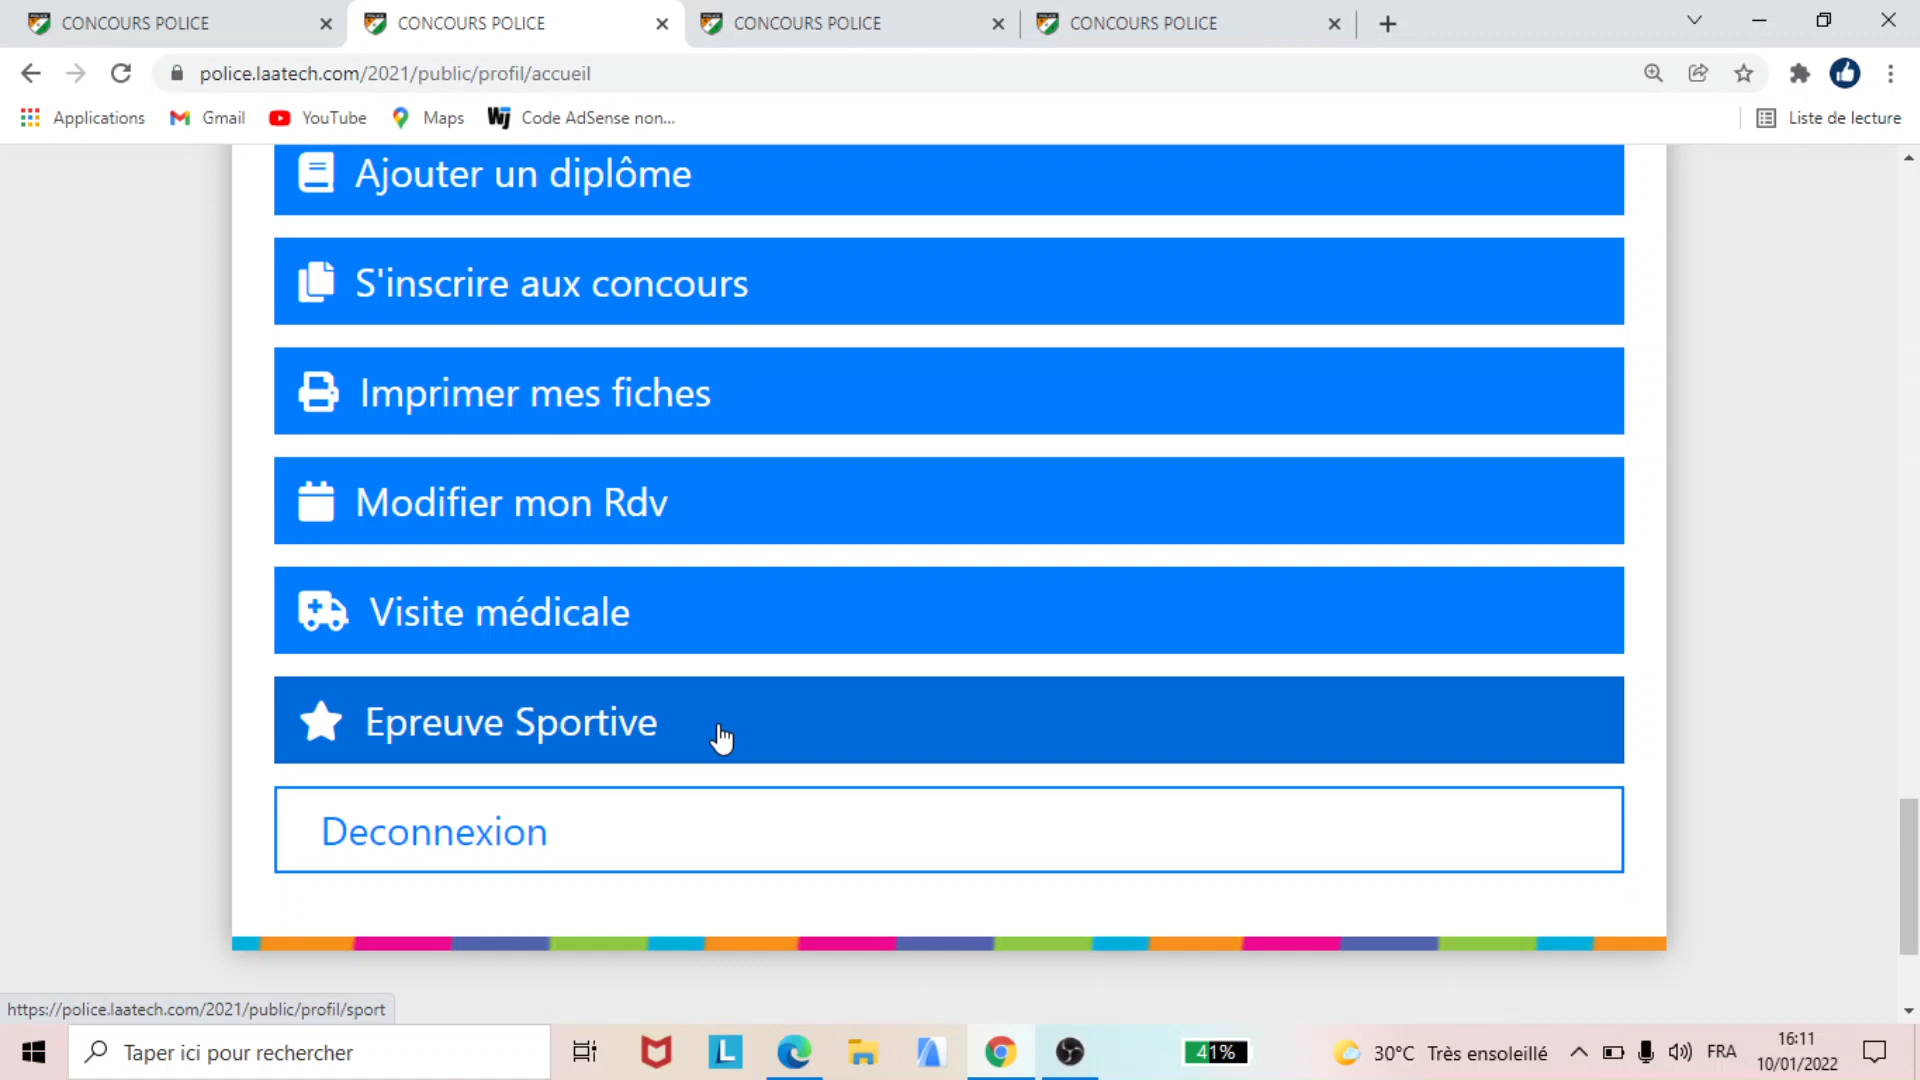 CONCOURS POLICE
CONCOURS POLICE
CONCOURS POLICE
CONCOURS POLICE
police.laatech.com/2021/public/profil/accueil
Applications
Gmail
YouTube
Maps
Code AdSense non...
Liste de lecture
Ajouter un diplôme
S'inscrire aux concours
Imprimer mes fiches
Modifier mon Rdv
Visite médicale
Epreuve Sportive
Deconnexion
https://police.laatech.com/2021/public/profil/sport
Taper ici pour rechercher
L
41%
30°C Très ensoleillé
FRA
16:11
10/01/2022